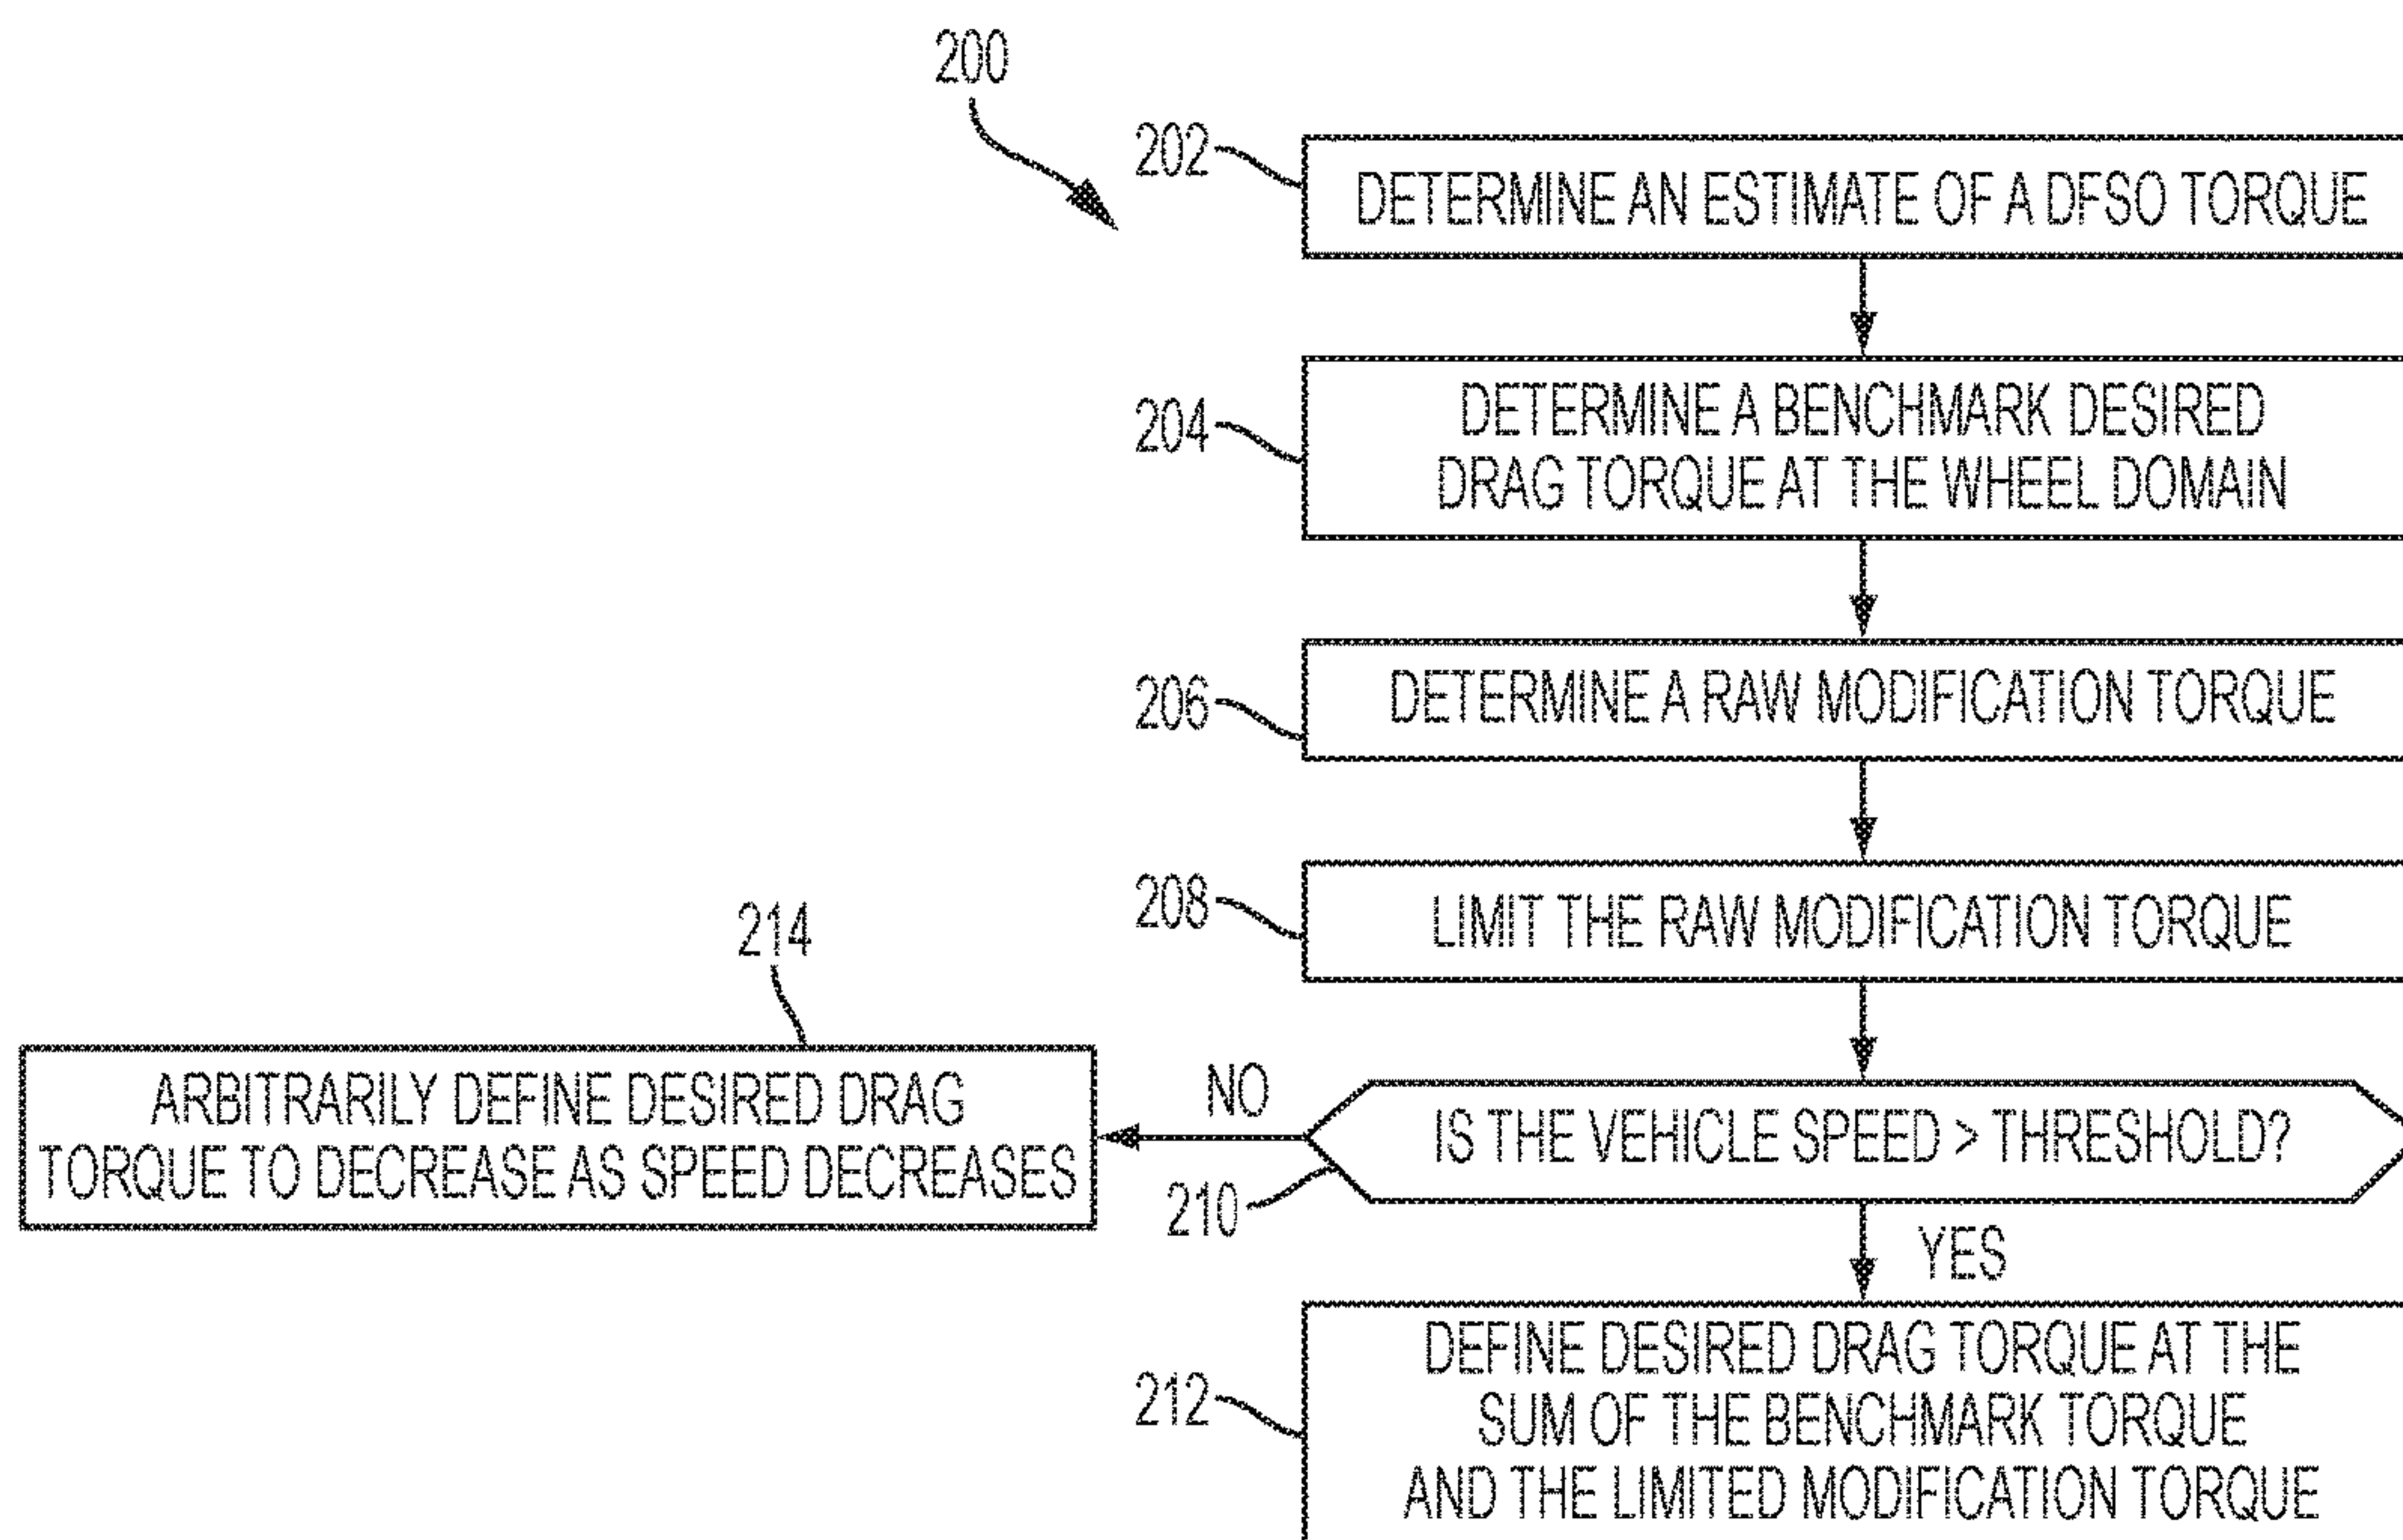 200
202
DETERMINE AN ESTIMATE OF A DFSO TORQUE
204
DETERMINE A BENCHMARK DESIRED
DRAG TORQUE AT THE WHEEL DOMAIN
206
DETERMINE A RAW MODIFICATION TORQUE
208
LIMIT THE RAW MODIFICATION TORQUE
214
ARBITRARILY DEFINE DESIRED DRAG
TORQUE TO DECREASE AS SPEED DECREASES
NO
210
IS THE VEHICLE SPEED > THRESHOLD?
YES
212
DEFINE DESIRED DRAG TORQUE AT THE
SUM OF THE BENCHMARK TORQUE
AND THE LIMITED MODIFICATION TORQUE